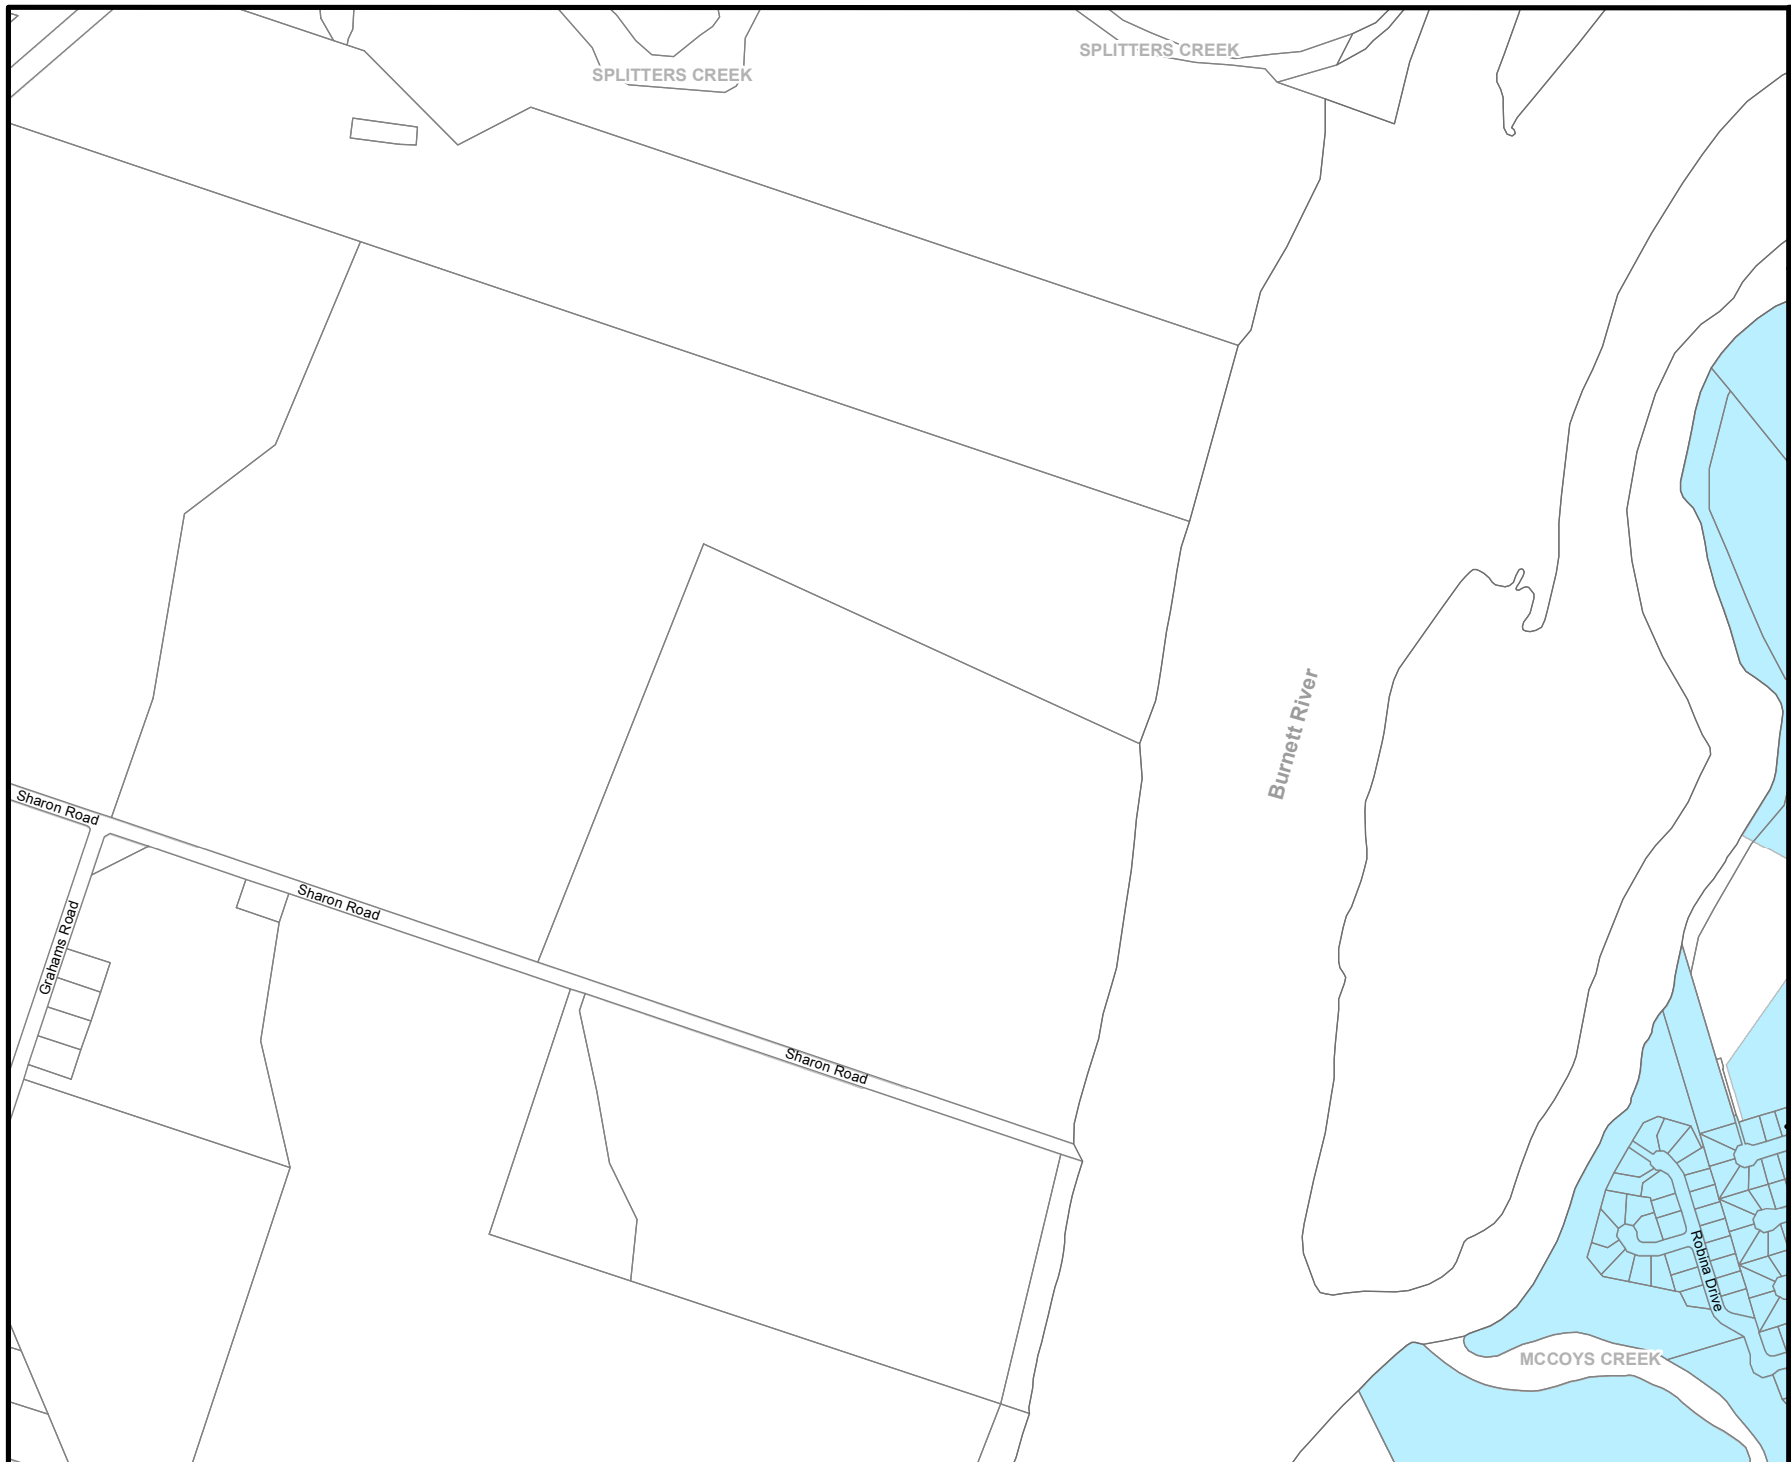 SPLITTERS CREEK
SPLITTERS CREEK
Burnett River
Sharon Road
Sharon Road
Grahams Road
Sharon Road
Robina Drive
MCCOYS CREEK